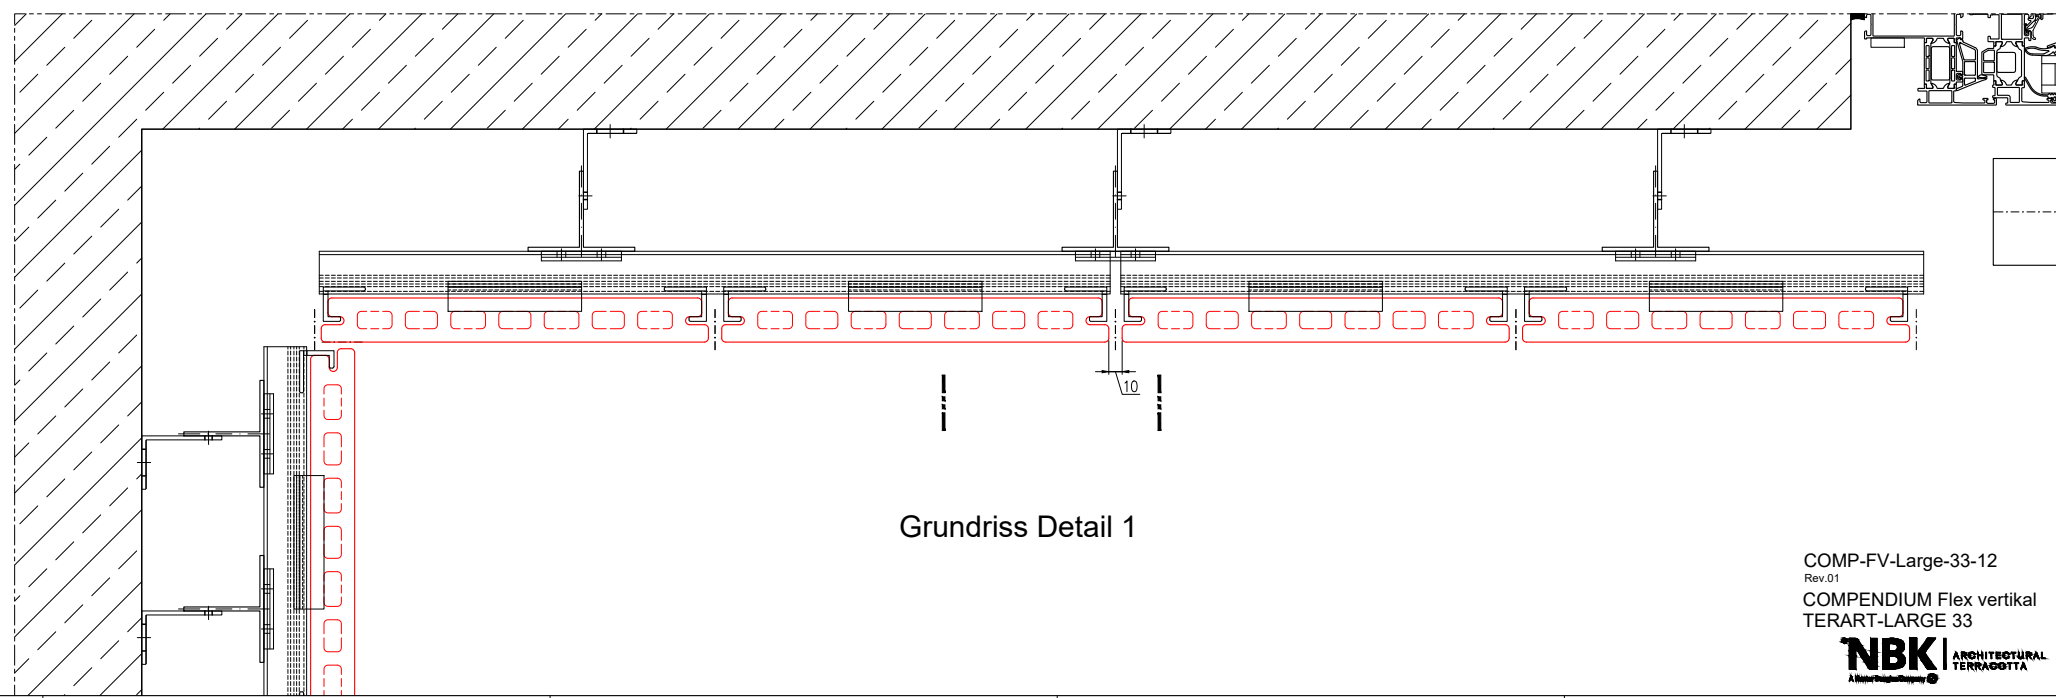 10
Grundriss Detail 1
COMP-FV-Large-33-12
Rev.01
COMPENDIUM Flex vertikal
TERART-LARGE 33
NBK
ARCHITECTURAL
TERRACOTTA